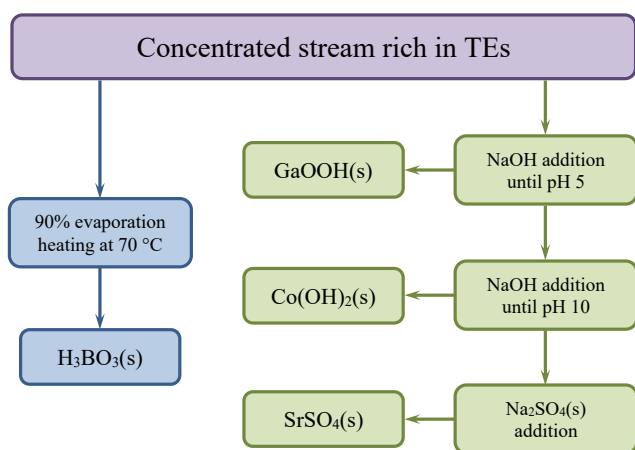 Concentrated stream rich in TEs
90% evaporation
heating at 70 °C
H₃BO₃(s)
GaOOH(s)
NaOH addition
until pH 5
Co(OH)₂(s)
NaOH addition
until pH 10
SrSO₄(s)
Na₂SO₄(s)
addition